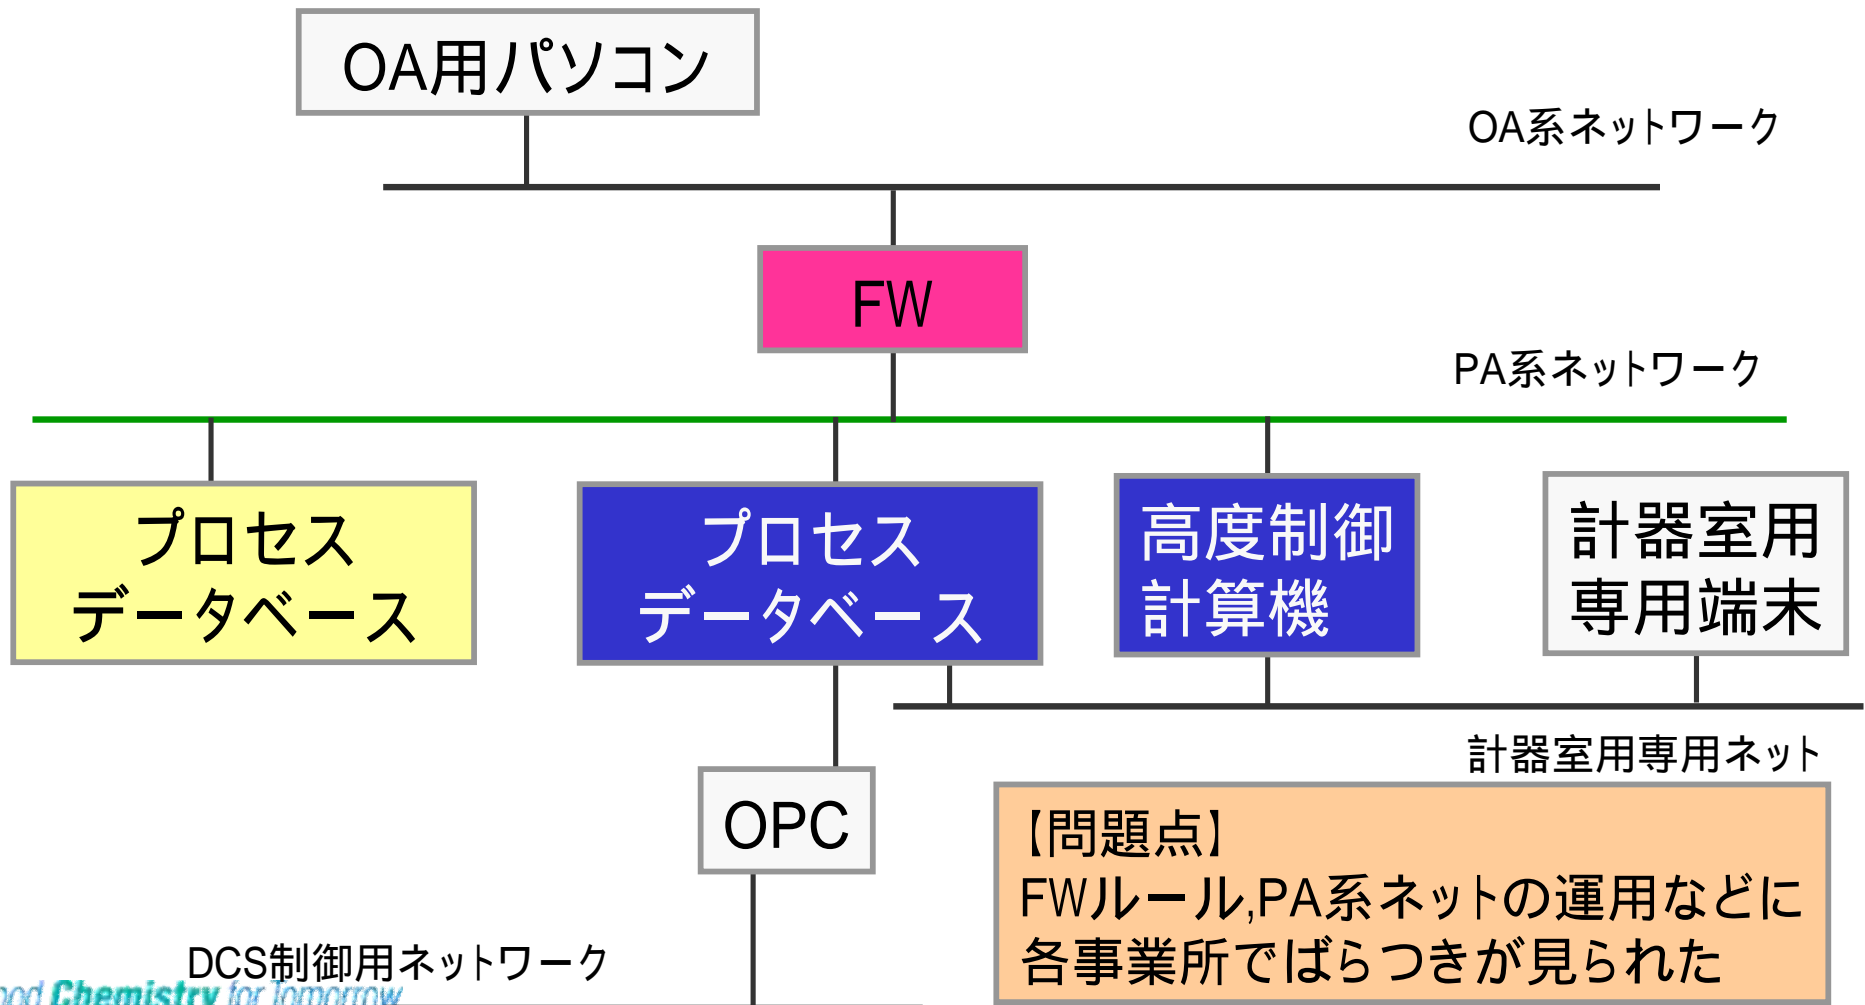 OA用パソコン
OA系ネットワーク
FW
PA系ネットワーク
プロセス
データベース
プロセス
データベース
高度制御
計算機
計器室用
専用端末
計器室用専用ネット
OPC
【問題点】
FWルール,PA系ネットの運用などに
各事業所でばらつきが見られた
DCS制御用ネットワーク
Chemistry for Tomorrow